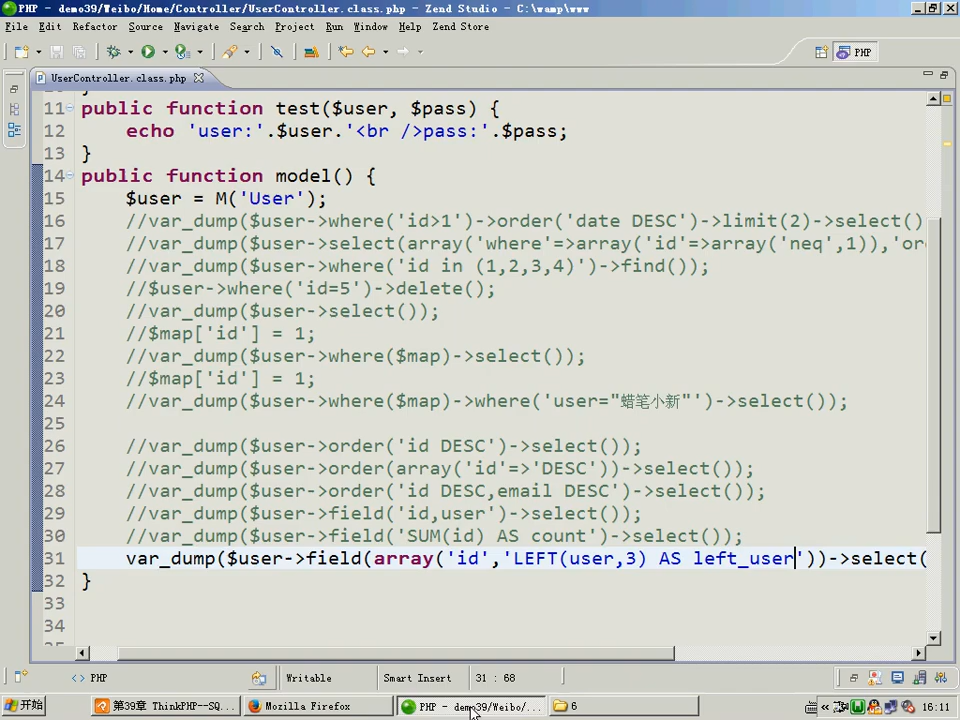 PHP - demo39/Weibo/Home/Controller/UserController.class.php - Zend Studio - C:\wamp\www
File Edit Refactor Source Navigate Search Project Run Window Help Zend Store
PHP
UserController.class.php
11 public function test($user, $pass) {
12 echo 'user:'.$user.'<br />pass:'.$pass;
13 }
14 public function model() {
15 $user = M('User');
16 //var_dump($user->where('id>1')->order('date DESC')->limit(2)->select()
17 //var_dump($user->select(array('where'=>array('id'=>array('neq',1)),'or
18 //var_dump($user->where('id in (1,2,3,4)')->find());
19 //$user->where('id=5')->delete();
20 //var_dump($user->select());
21 //$map['id'] = 1;
22 //var_dump($user->where($map)->select());
23 //$map['id'] = 1;
24 //var_dump($user->where($map)->where('user="蜡笔小新"')->select());
25
26 //var_dump($user->order('id DESC')->select());
27 //var_dump($user->order(array('id'=>'DESC'))->select());
28 //var_dump($user->order('id DESC,email DESC')->select());
29 //var_dump($user->field('id,user')->select());
30 //var_dump($user->field('SUM(id) AS count')->select());
31 var_dump($user->field(array('id','LEFT(user,3) AS left_user'))->select(
32 }
33
34
PHP Writable Smart Insert 31 : 68
开始 第39章 ThinkPHP--SQ... Mozilla Firefox PHP - demo39/Weibo/... 6 16:11